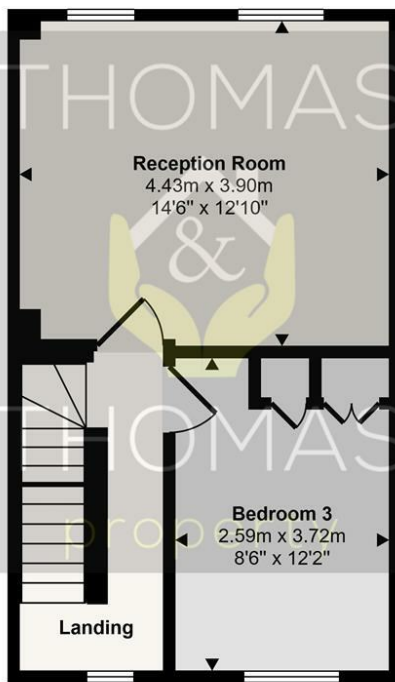 THOMAS
Reception Room
4.43m x 3.90m
14'6" x 12'10"
&
THOMAS
Bedroom 3
2.59m x 3.72m
8'6" x 12'2"
property
Landing